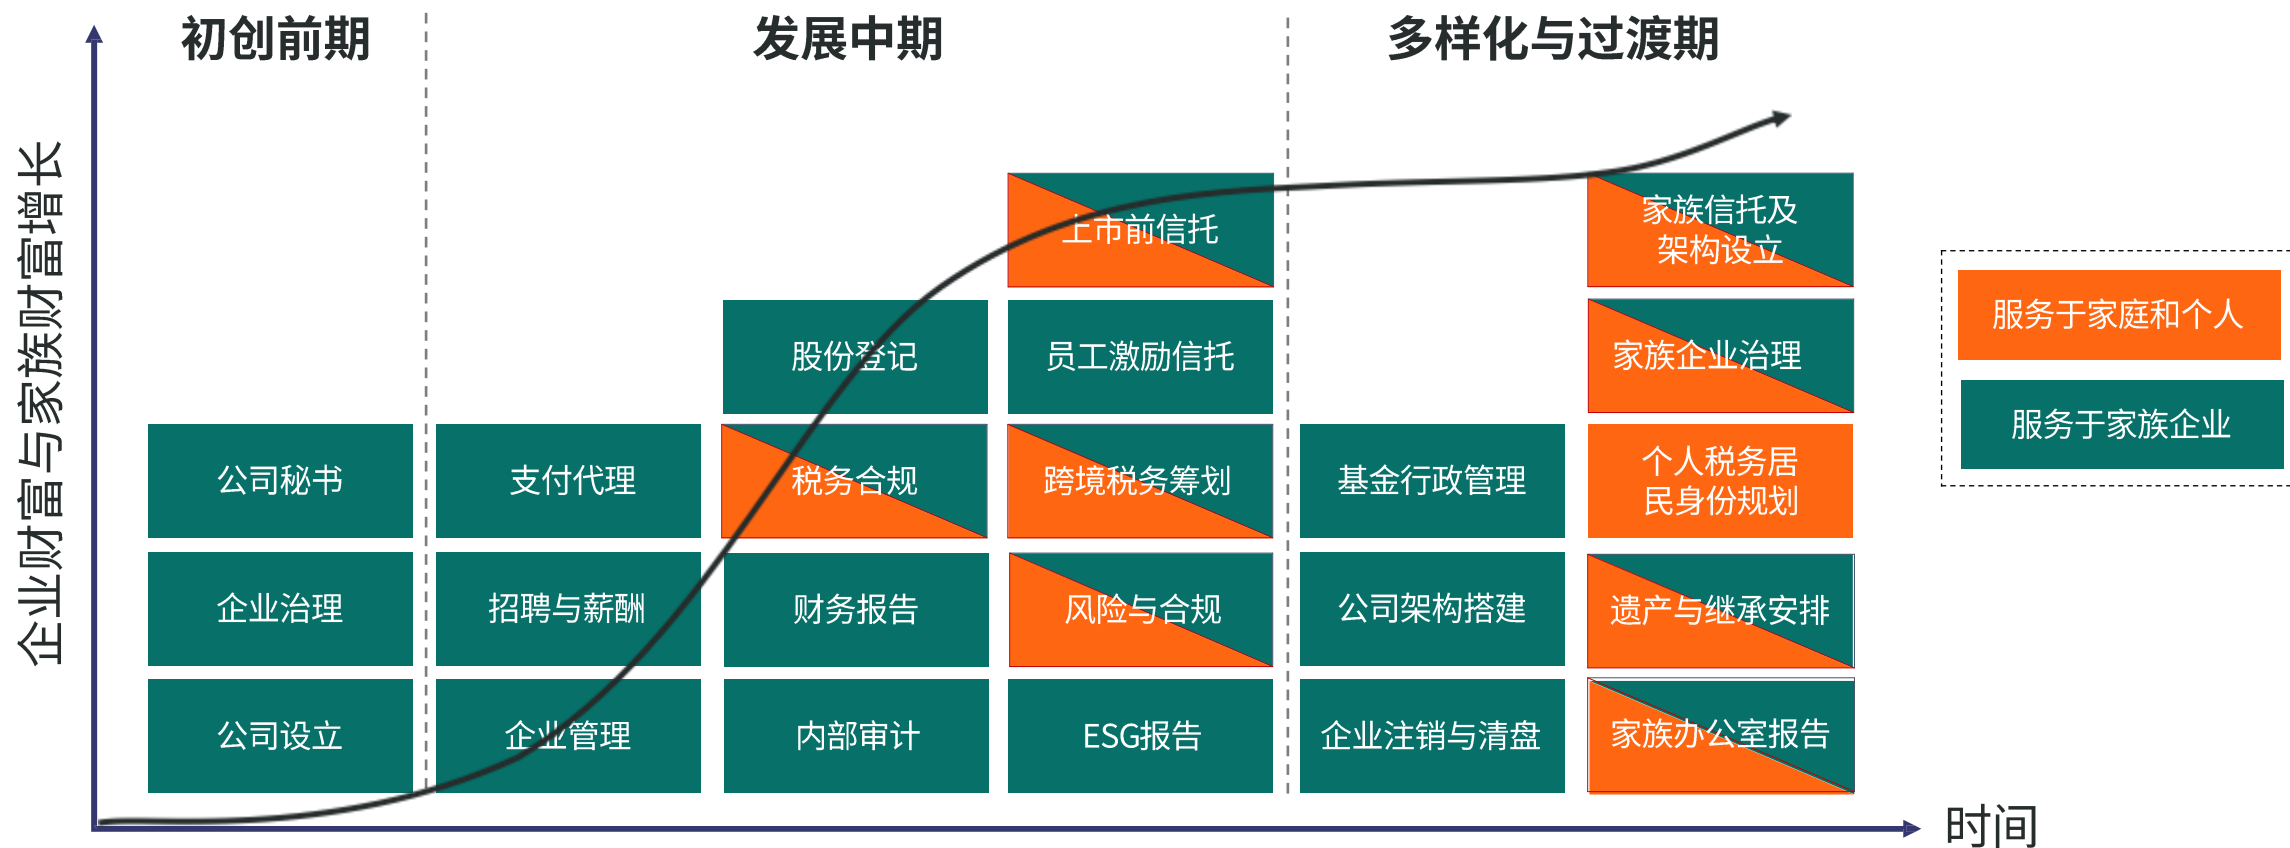 初创前期
发展中期
多样化与过渡期
企业财富与家族财富增长
上市前信托
家族信托及
架构设立
股份登记
员工激励信托
家族企业治理
公司秘书
支付代理
税务合规
跨境税务筹划
基金行政管理
个人税务居
民身份规划
企业治理
招聘与薪酬
财务报告
风险与合规
公司架构搭建
遗产与继承安排
公司设立
企业管理
内部审计
ESG报告
企业注销与清盘
家族办公室报告
服务于家庭和个人
服务于家族企业
时间